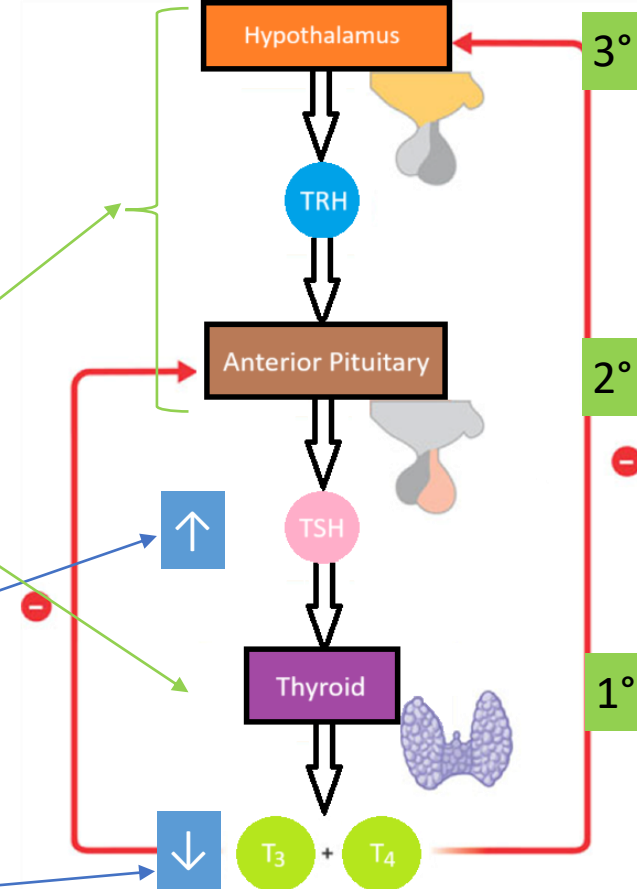 Hypothalamus
3°
TRH
Anterior Pituitary
2°
−
↑
TSH
−
Thyroid
1°
↓
T₃ + T₄